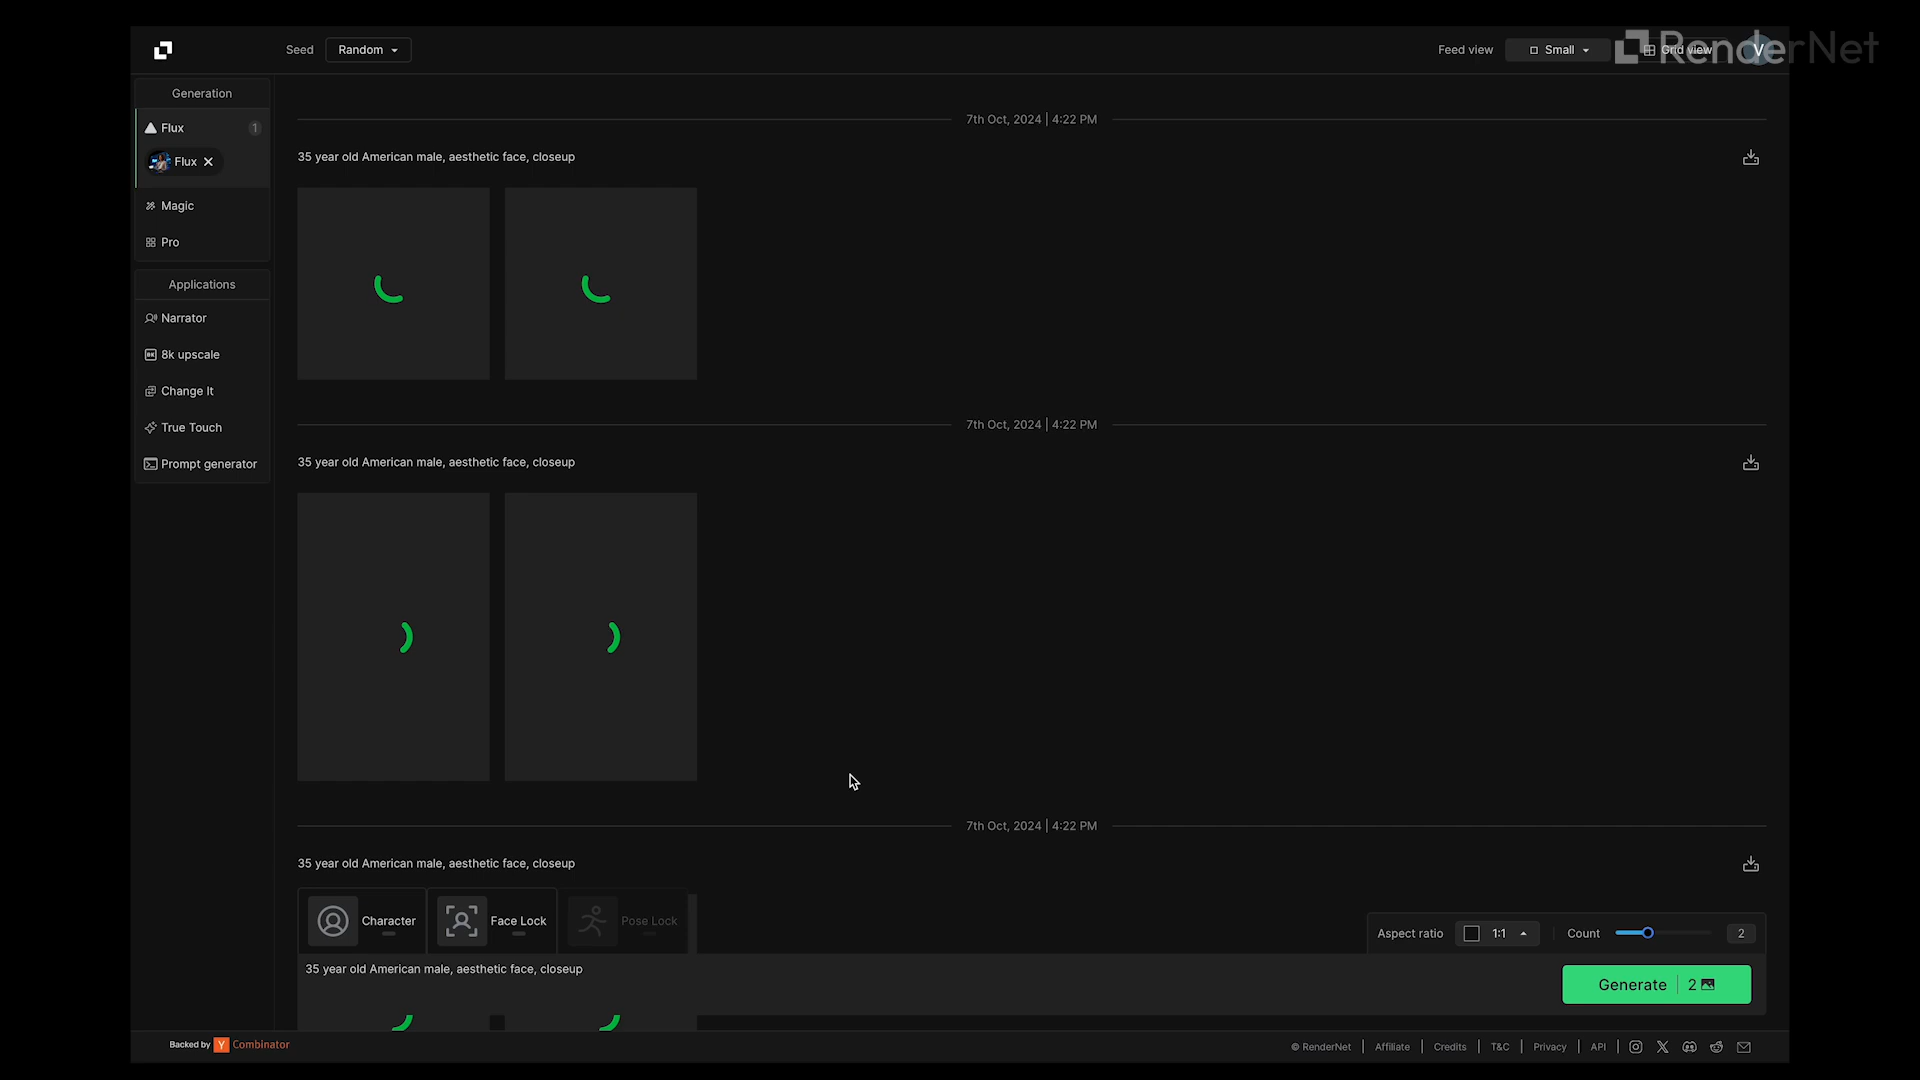 Seed Random
Feed view Small Grid view V
RenderNet
Generation
Flux 1
Flux
Magic
Pro
Applications
Narrator
8k upscale
Change It
True Touch
Prompt generator
7th Oct, 2024 | 4:22 PM
35 year old American male, aesthetic face, closeup
7th Oct, 2024 | 4:22 PM
35 year old American male, aesthetic face, closeup
7th Oct, 2024 | 4:22 PM
35 year old American male, aesthetic face, closeup
Character Face Lock Pose Lock
Aspect ratio 1:1 Count 2
35 year old American male, aesthetic face, closeup
Generate 2
Backed by Y Combinator
© RenderNet | Affiliate | Credits | T&C | Privacy | API